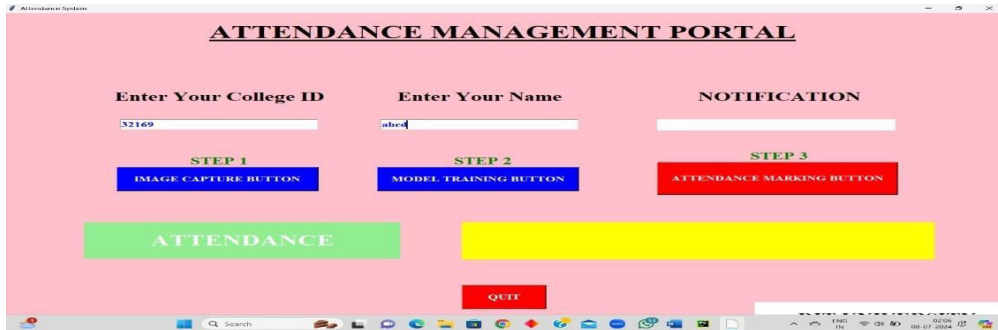 Attendance System
ATTENDANCE MANAGEMENT PORTAL
Enter Your College ID Enter Your Name NOTIFICATION
32169 abcd
STEP 1 STEP 2 STEP 3
IMAGE CAPTURE BUTTON MODEL TRAINING BUTTON ATTENDANCE MARKING BUTTON
ATTENDANCE
QUIT
Search ENG 02:06
IN 08-07-2024